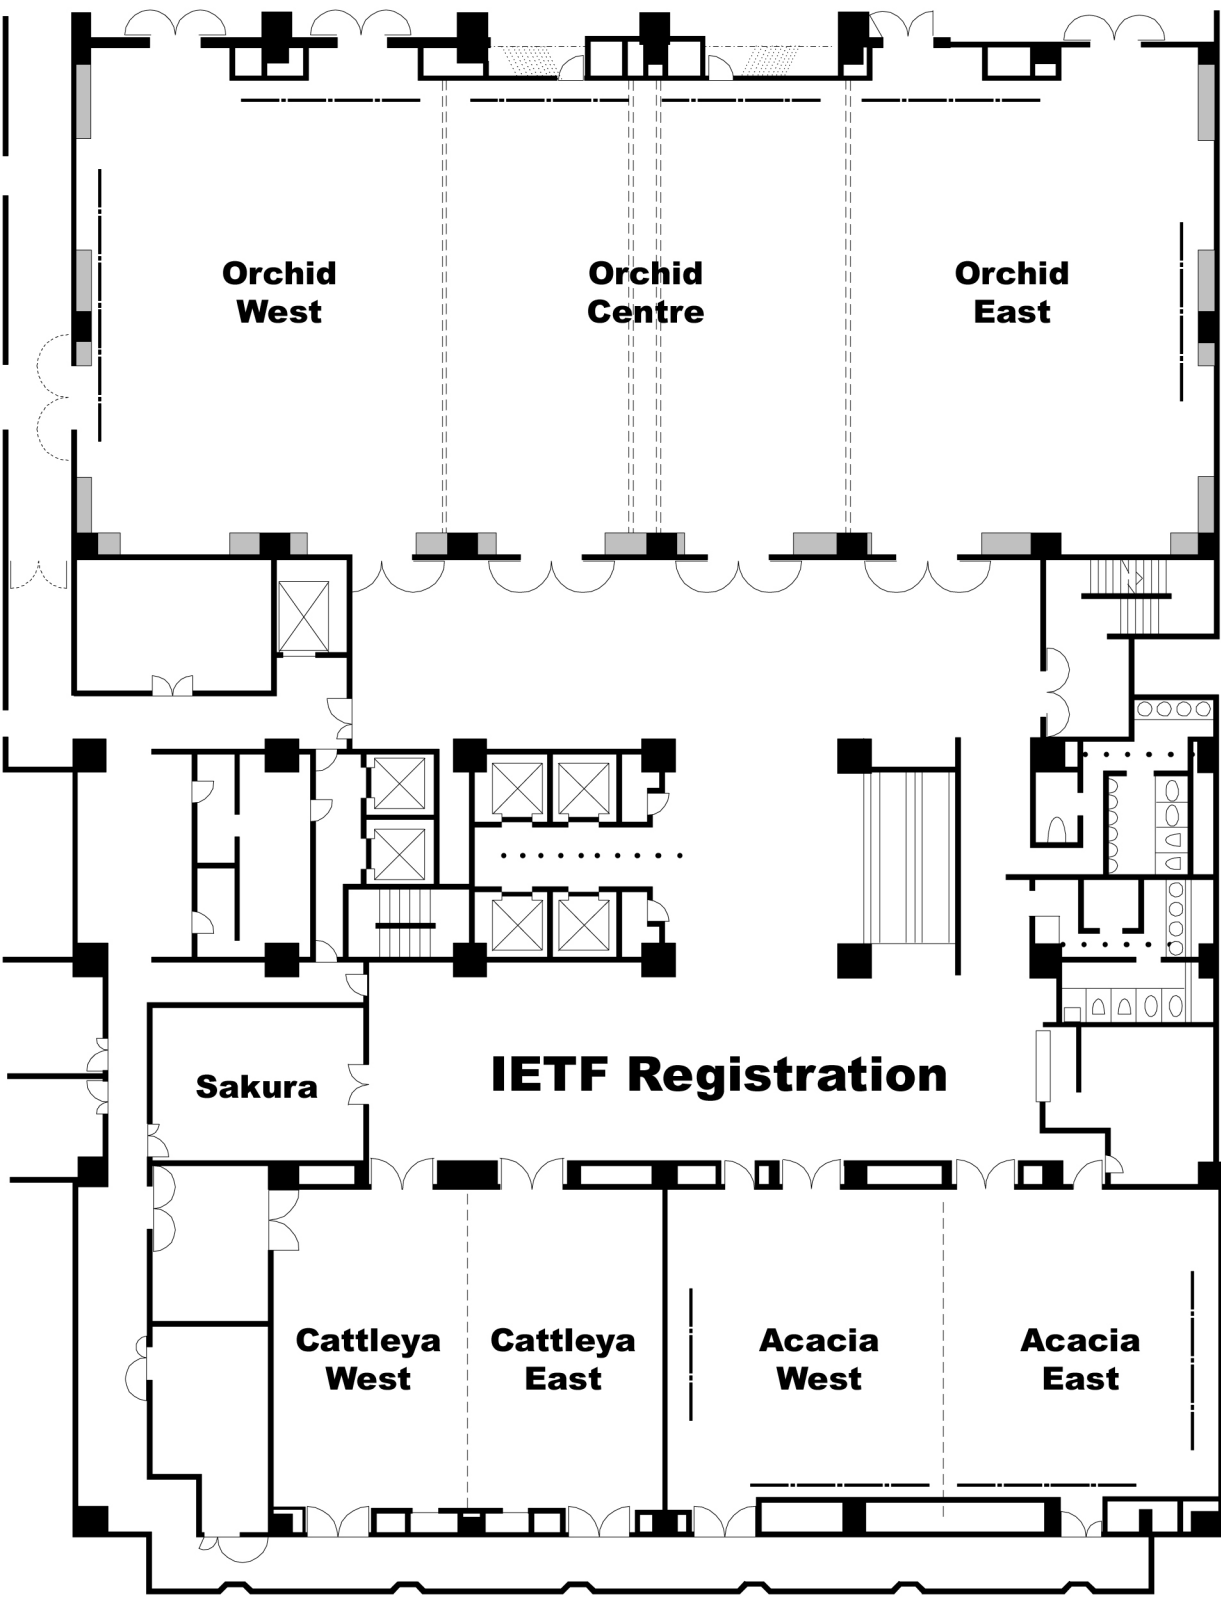 Orchid
West
Orchid
Centre
Orchid
East
Sakura
IETF Registration
Cattleya
West
Cattleya
East
Acacia
West
Acacia
East